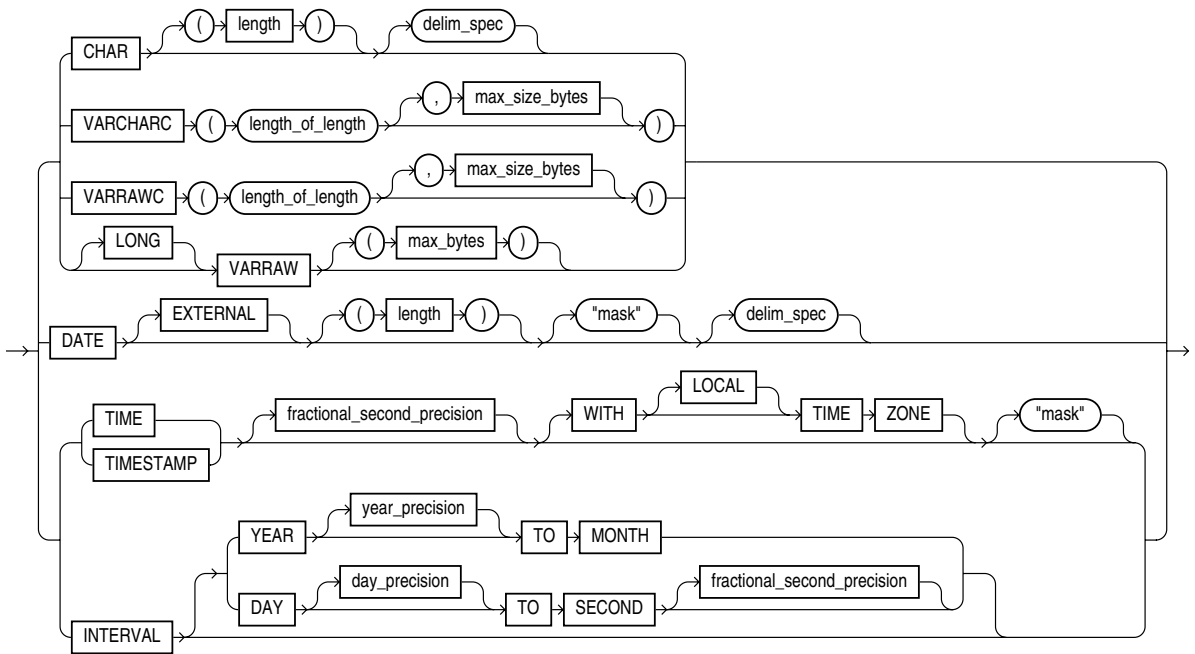 ( length ) delim_spec
CHAR
, max_size_bytes
VARCHARC ( length_of_length )
, max_size_bytes
VARRAWC ( length_of_length )
LONG ( max_bytes )
VARRAW
EXTERNAL ( length ) "mask" delim_spec
DATE
LOCAL
TIME fractional_second_precision WITH TIME ZONE "mask"
TIMESTAMP
year_precision
YEAR TO MONTH
day_precision fractional_second_precision
DAY TO SECOND
INTERVAL